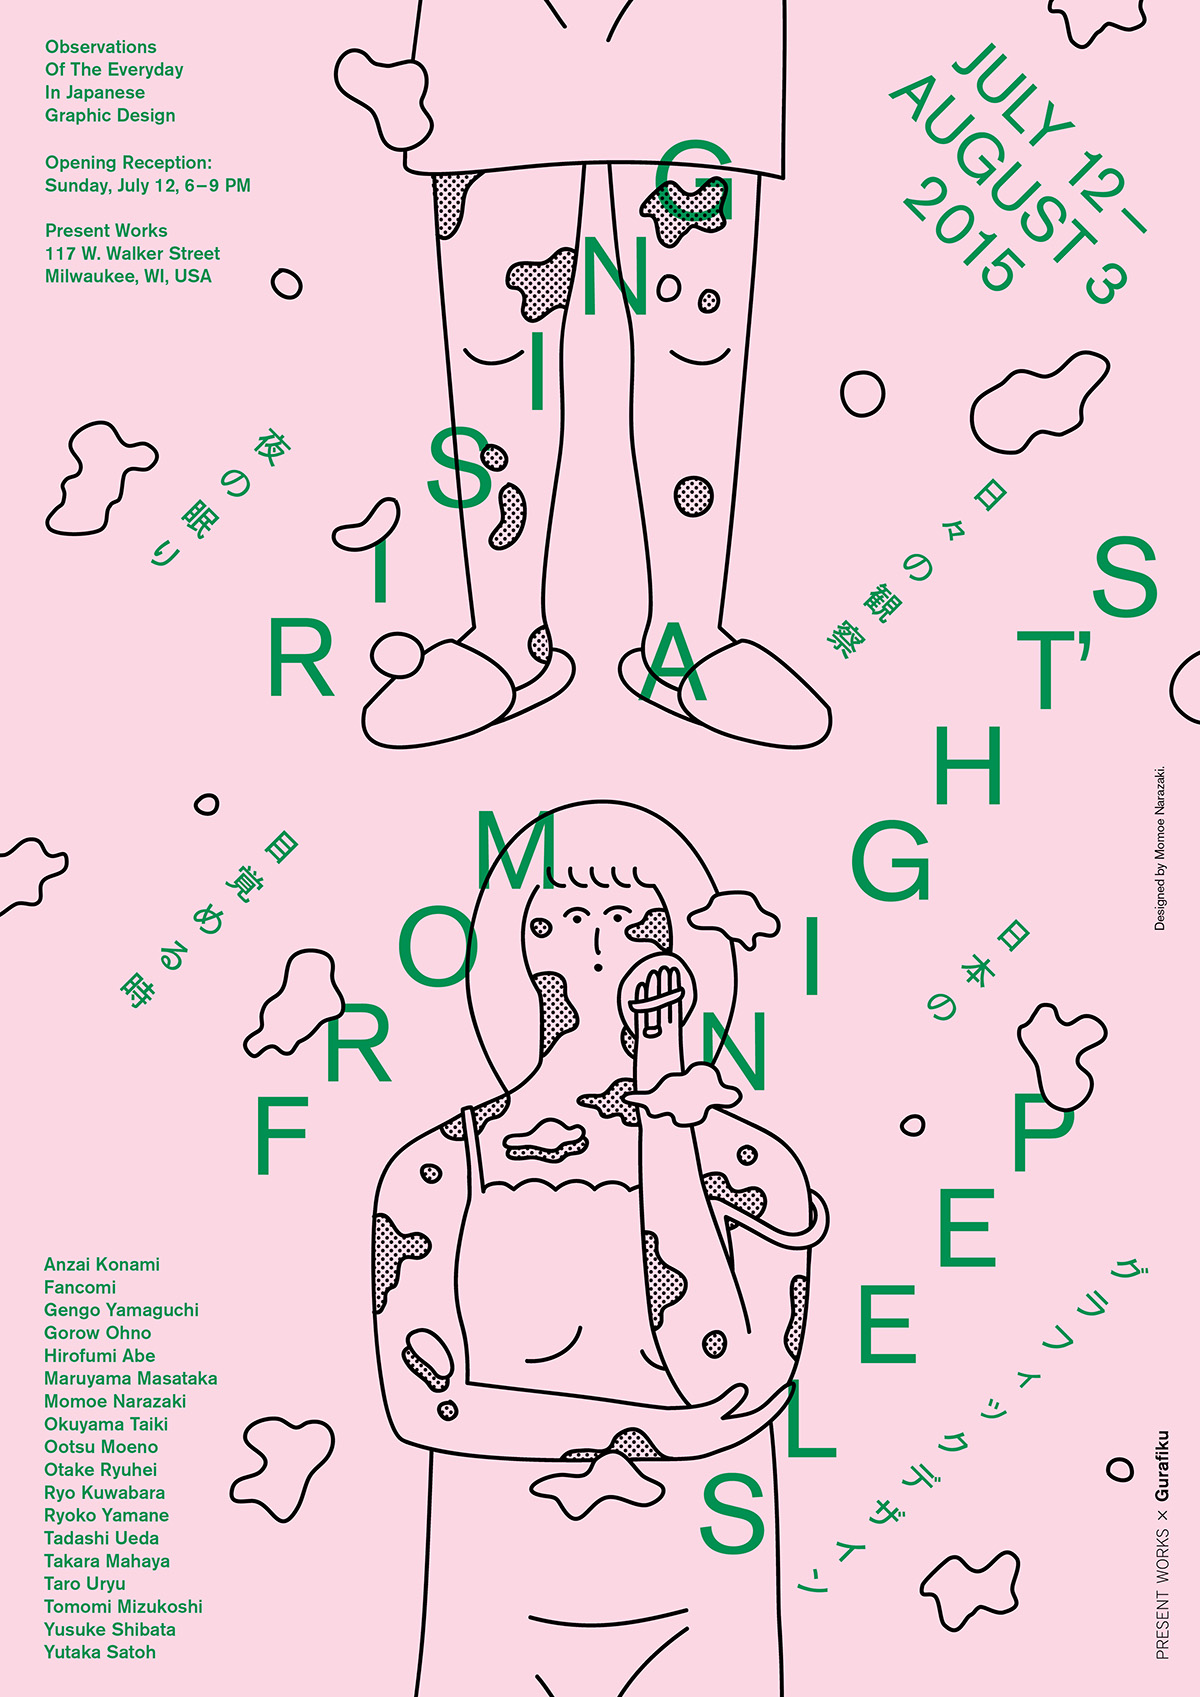 Observations
Of The Everyday
In Japanese
Graphic Design
Opening Reception:
Sunday, July 12, 6–9 PM
Present Works
117 W. Walker Street
Milwaukee, WI, USA
JULY 12–
AUGUST 3
2015
A
RISING
FROM
NIGHT'S
SLEEP
夜の眠り
目覚める時
日々の観察
日本の
グラフィックデザイン
Anzai Konami
Fancomi
Gengo Yamaguchi
Gorow Ohno
Hirofumi Abe
Maruyama Masataka
Momoe Narazaki
Okuyama Taiki
Ootsu Moeno
Otake Ryuhei
Ryo Kuwabara
Ryoko Yamane
Tadashi Ueda
Takara Mahaya
Taro Uryu
Tomomi Mizukoshi
Yusuke Shibata
Yutaka Satoh
Designed by Momoe Narazaki.
PRESENT WORKS × Gurafiku